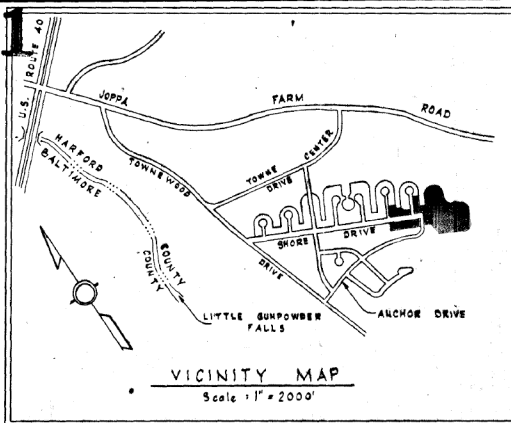 1
U.S. ROUTE 40
JOPPA FARM ROAD
HARFORD COUNTY
BALTIMORE COUNTY
TOWNEWOOD DRIVE
TOWNE CENTER
DRIVE
SHORE DRIVE
ANCHOR DRIVE
LITTLE GUNPOWDER
FALLS
VICINITY MAP
Scale : 1" = 2000'